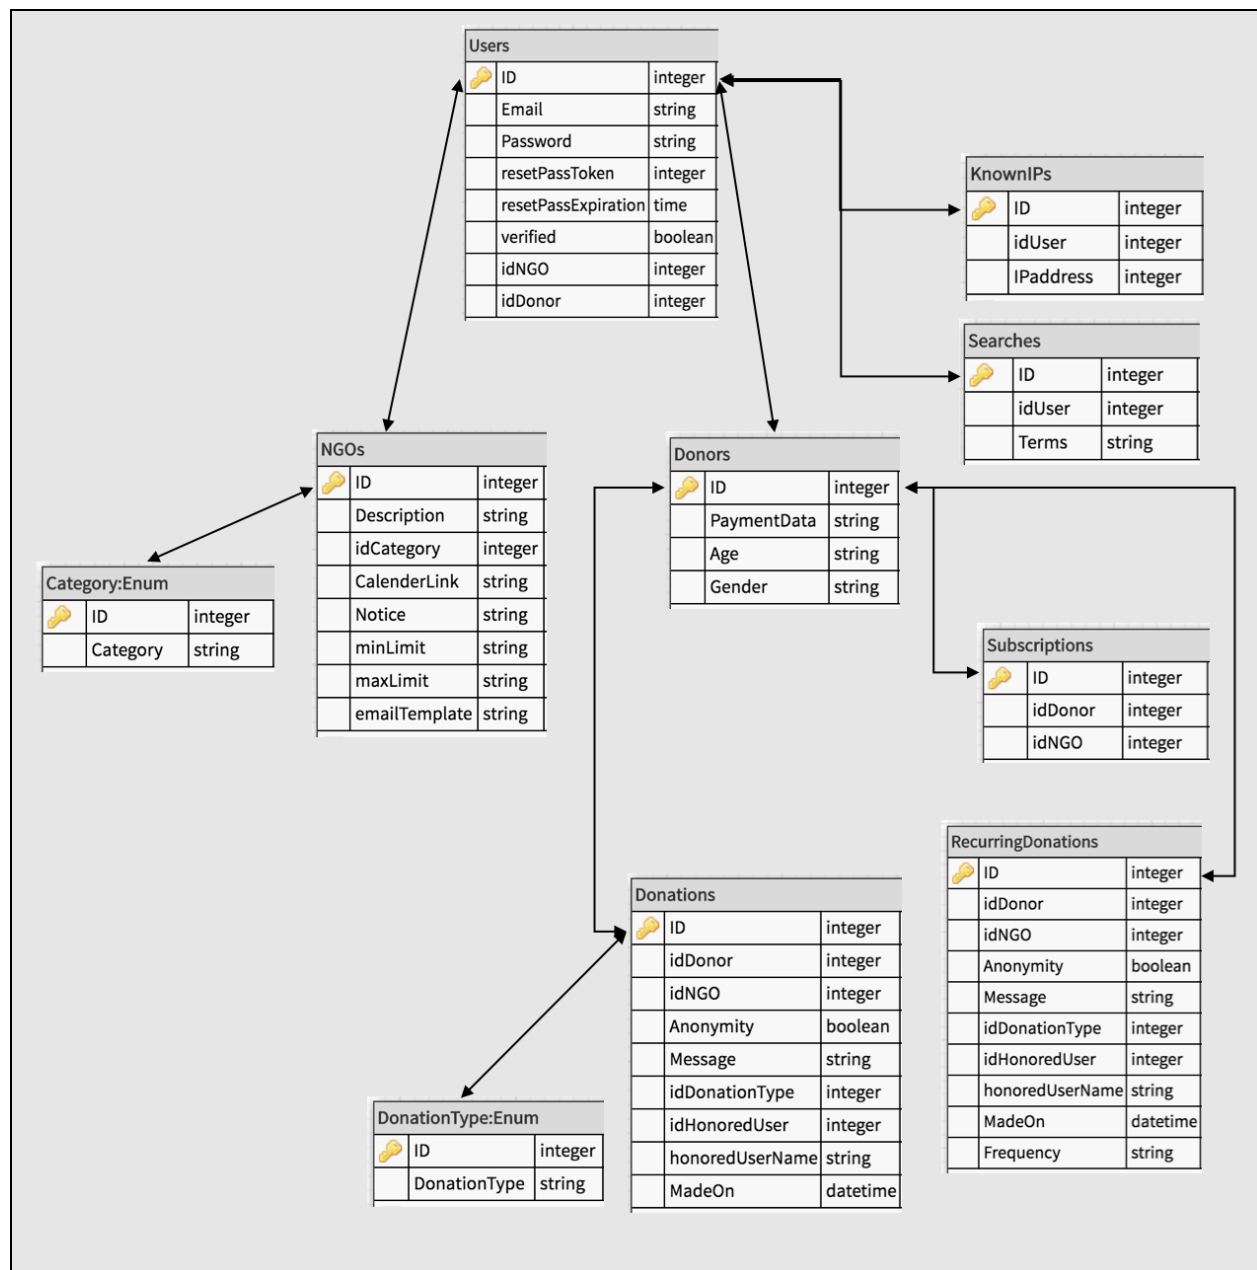 Users
ID integer
Email string
Password string
resetPassToken integer
resetPassExpiration time
verified boolean
idNGO integer
idDonor integer
KnownIPs
ID integer
idUser integer
IPaddress integer
Searches
ID integer
idUser integer
Terms string
NGOs
ID integer
Description string
idCategory integer
CalenderLink string
Notice string
minLimit string
maxLimit string
emailTemplate string
Donors
ID integer
PaymentData string
Age string
Gender string
Category:Enum
ID integer
Category string
Subscriptions
ID integer
idDonor integer
idNGO integer
RecurringDonations
ID integer
idDonor integer
idNGO integer
Anonymity boolean
Message string
idDonationType integer
idHonoredUser integer
honoredUserName string
MadeOn datetime
Frequency string
Donations
ID integer
idDonor integer
idNGO integer
Anonymity boolean
Message string
idDonationType integer
idHonoredUser integer
honoredUserName string
MadeOn datetime
DonationType:Enum
ID integer
DonationType string